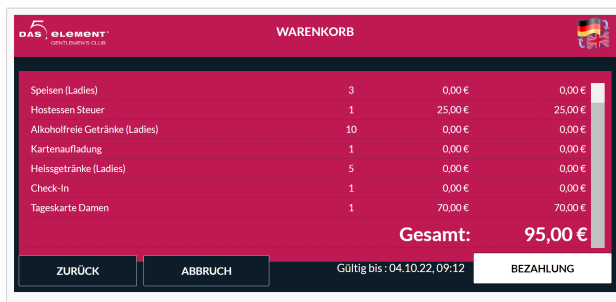 DAS 5. ELEMENT
GENTLEMEN'S CLUB
WARENKORB
Speisen (Ladies) 3 0,00 € 0,00 €
Hostessen Steuer 1 25,00 € 25,00 €
Alkoholfreie Getränke (Ladies) 10 0,00 € 0,00 €
Kartenaufladung 1 0,00 € 0,00 €
Heissgetränke (Ladies) 5 0,00 € 0,00 €
Check-In 1 0,00 € 0,00 €
Tageskarte Damen 1 70,00 € 70,00 €
Gesamt: 95,00 €
ZURÜCK ABBRUCH Gültig bis : 04.10.22, 09:12 BEZAHLUNG